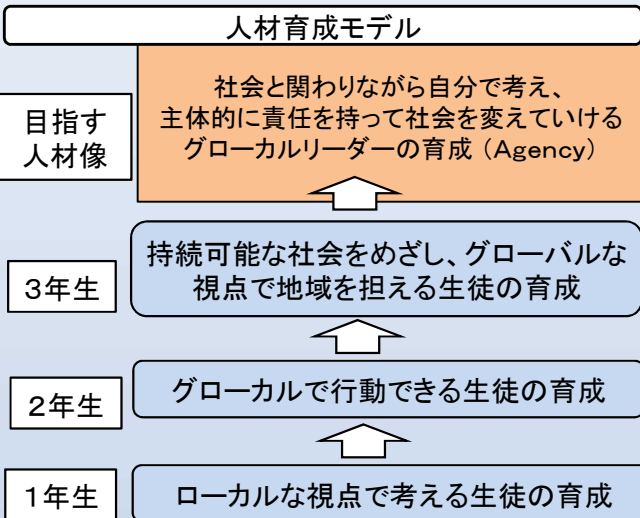 人材育成モデル
目指す
人材像
社会と関わりながら自分で考え、
主体的に責任を持って社会を変えていける
グローカルリーダーの育成（Agency）
3年生
持続可能な社会をめざし、グローバルな
視点で地域を担える生徒の育成
2年生
グローカルで行動できる生徒の育成
1年生
ローカルな視点で考える生徒の育成